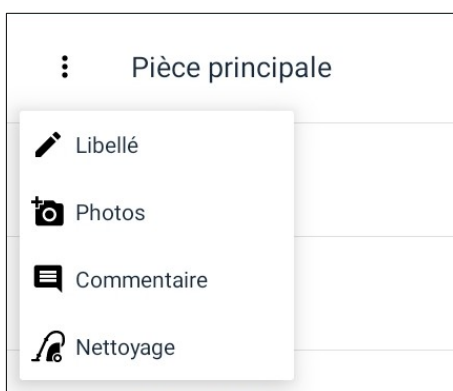 Pièce principale
Libellé
Photos
Commentaire
Nettoyage